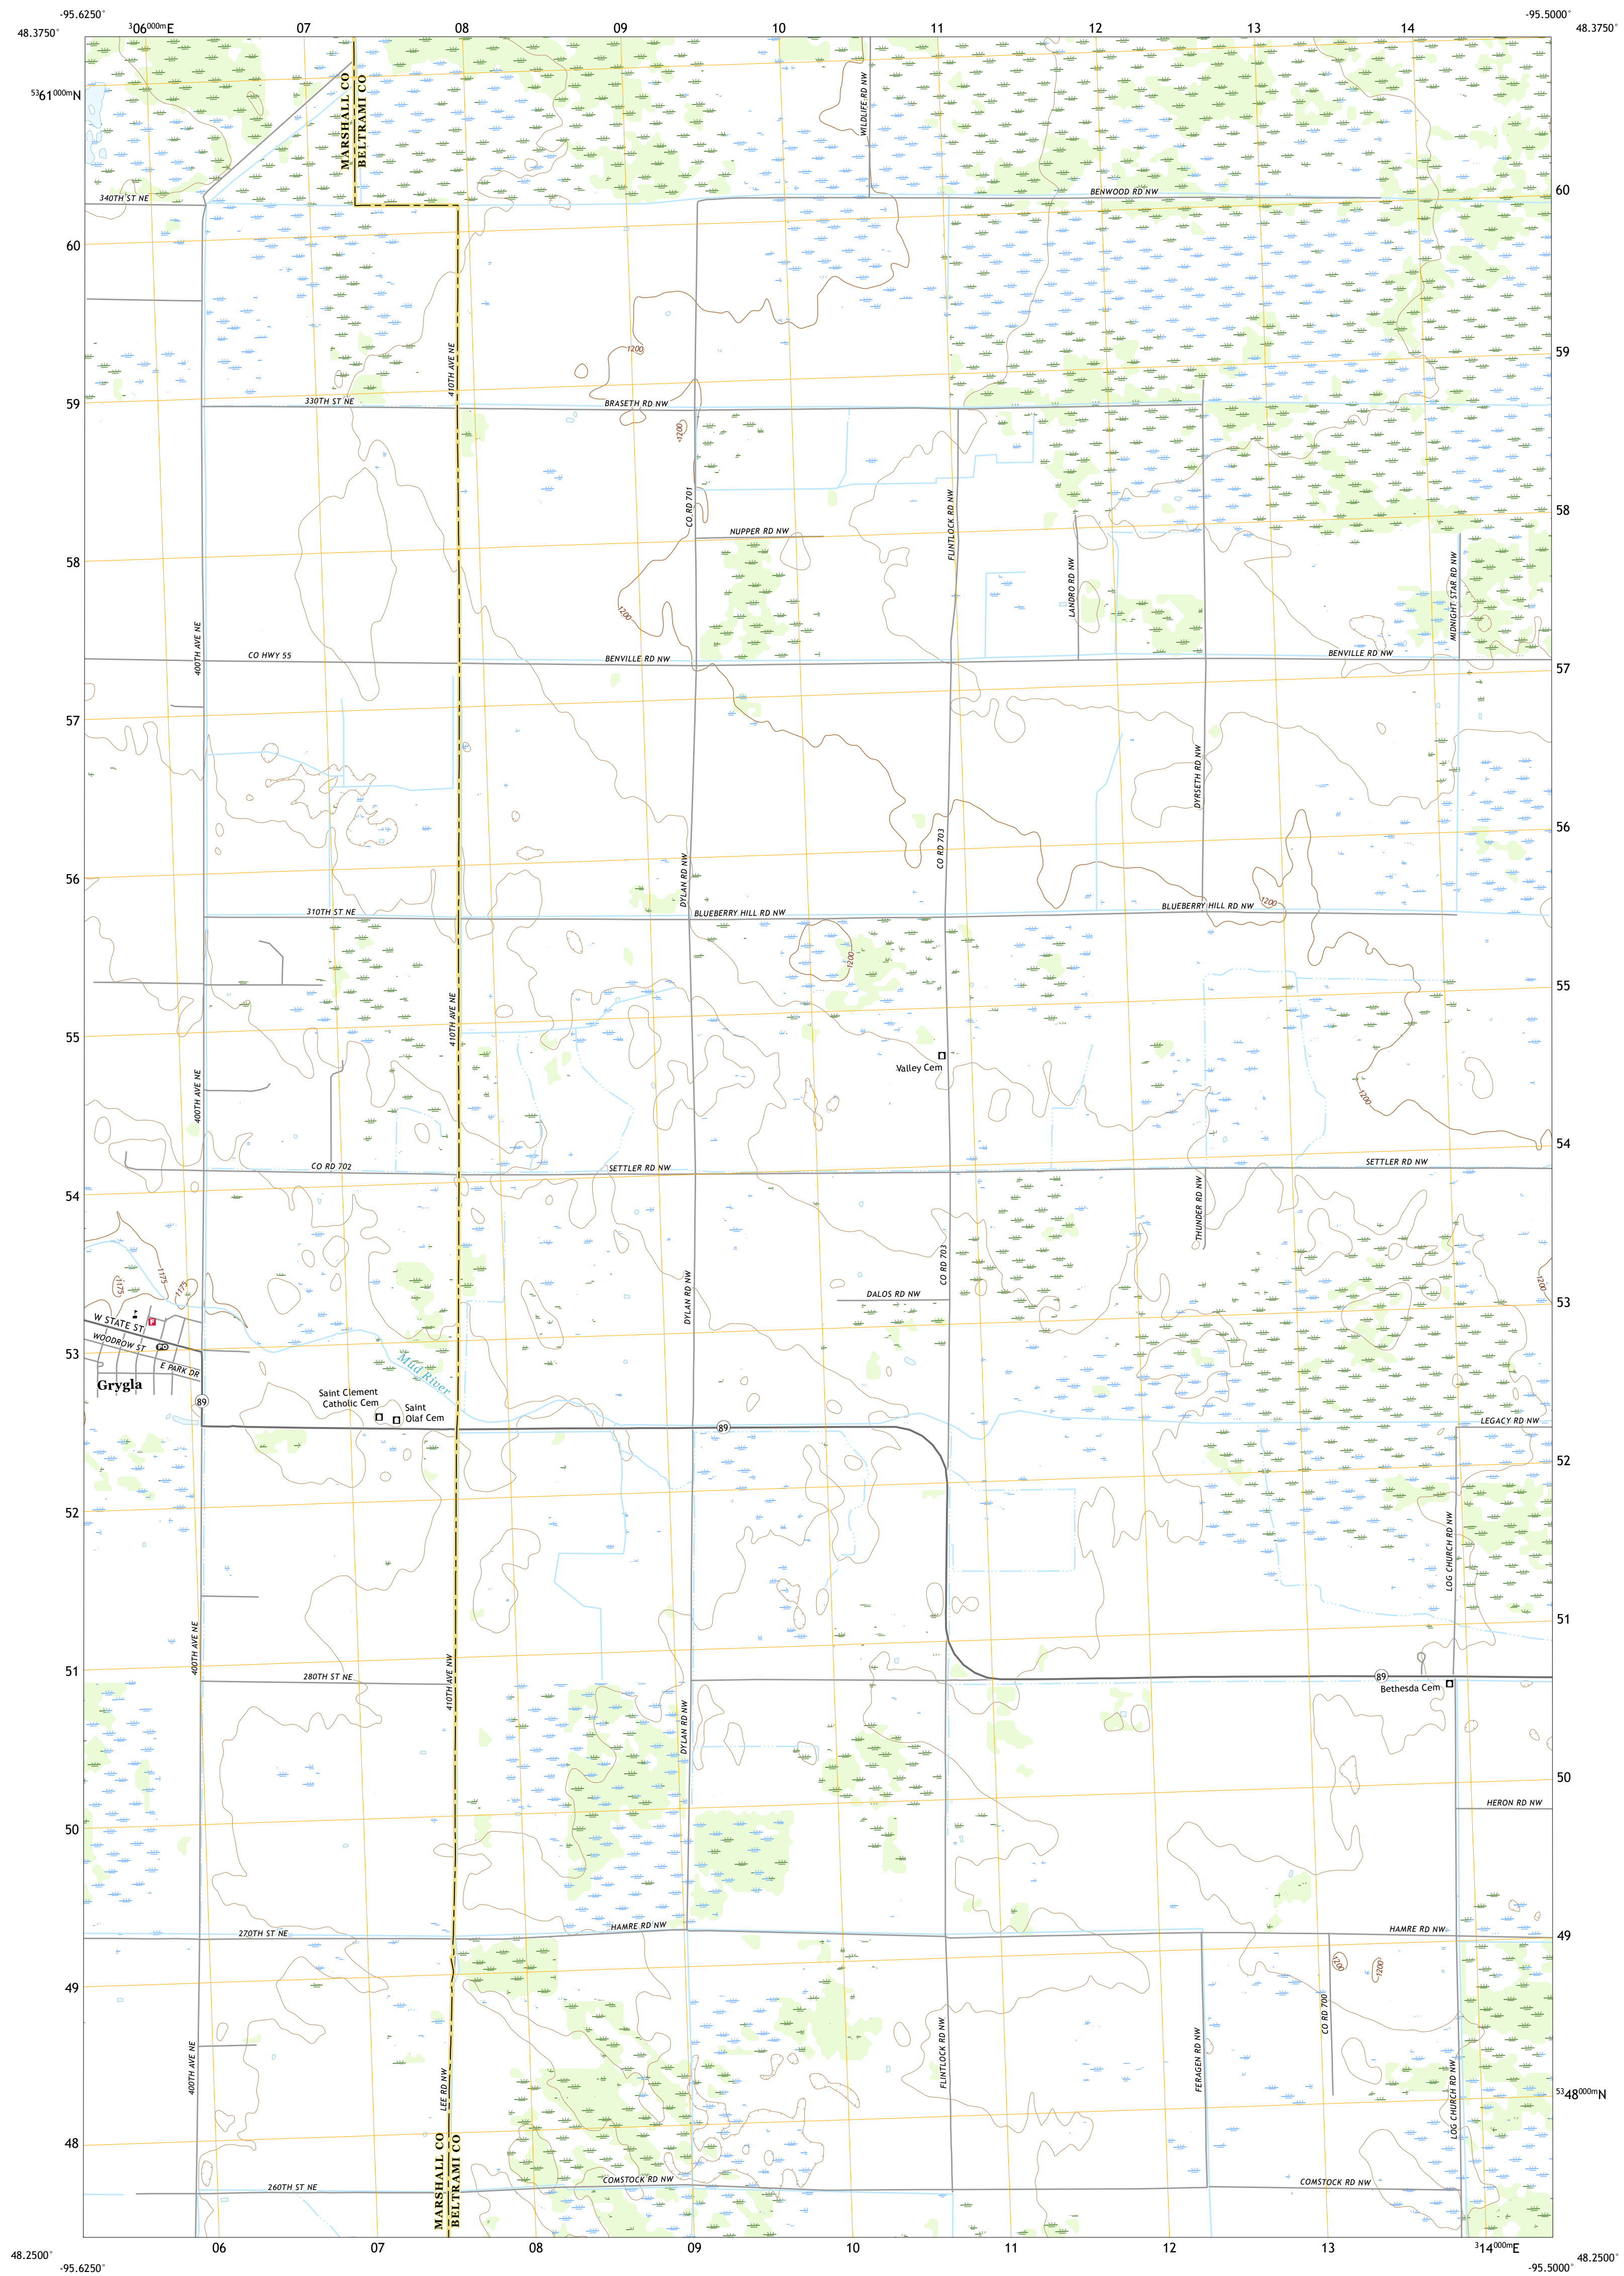 -95.6250°
-95.5000°
48.3750°
³06⁰⁰⁰ᵐE
07
08
09
10
11
12
13
14
48.3750°
⁵³61⁰⁰⁰ᵐN
MARSHALL CO
BELTRAMI CO
WILDLIFE RD NW
340TH ST NE
BENWOOD RD NW
60
60
410TH AVE NE
1200
59
59
330TH ST NE
BRASETH RD NW
1200
CO RD 701
FLINTLOCK RD NW
58
NUPPER RD NW
58
LANDRO RD NW
MIDNIGHT STAR RD NW
1200
400TH AVE NE
CO HWY 55
BENVILLE RD NW
BENVILLE RD NW
57
57
DYRSETH RD NW
56
CO RD 703
56
DYLAN RD NW
1200
310TH ST NE
BLUEBERRY HILL RD NW
BLUEBERRY HILL RD NW
1200
55
410TH AVE NE
55
Valley Cem
400TH AVE NE
1200
54
CO RD 702
SETTLER RD NW
SETTLER RD NW
54
THUNDER RD NW
CO RD 703
1175
1175
1175
1200
DYLAN RD NW
DALOS RD NW
53
W STATE ST
WOODROW ST
PO
53
E PARK DR
Mud River
Grygla
Saint Clement
Catholic Cem
Saint
Olaf Cem
89
89
LEGACY RD NW
52
52
LOG CHURCH RD NW
51
400TH AVE NE
51
280TH ST NE
410TH AVE NW
89
Bethesda Cem
DYLAN RD NW
50
HERON RD NW
50
270TH ST NE
HAMRE RD NW
HAMRE RD NW
49
1200
1200
49
CO RD 700
400TH AVE NE
LEE RD NW
FLINTLOCK RD NW
FERAGEN RD NW
LOG CHURCH RD NW
⁵³48⁰⁰⁰ᵐN
48
MARSHALL CO
BELTRAMI CO
260TH ST NE
COMSTOCK RD NW
COMSTOCK RD NW
48.2500°
06
07
08
09
10
11
12
13
³14⁰⁰⁰ᵐE
48.2500°
-95.6250°
-95.5000°